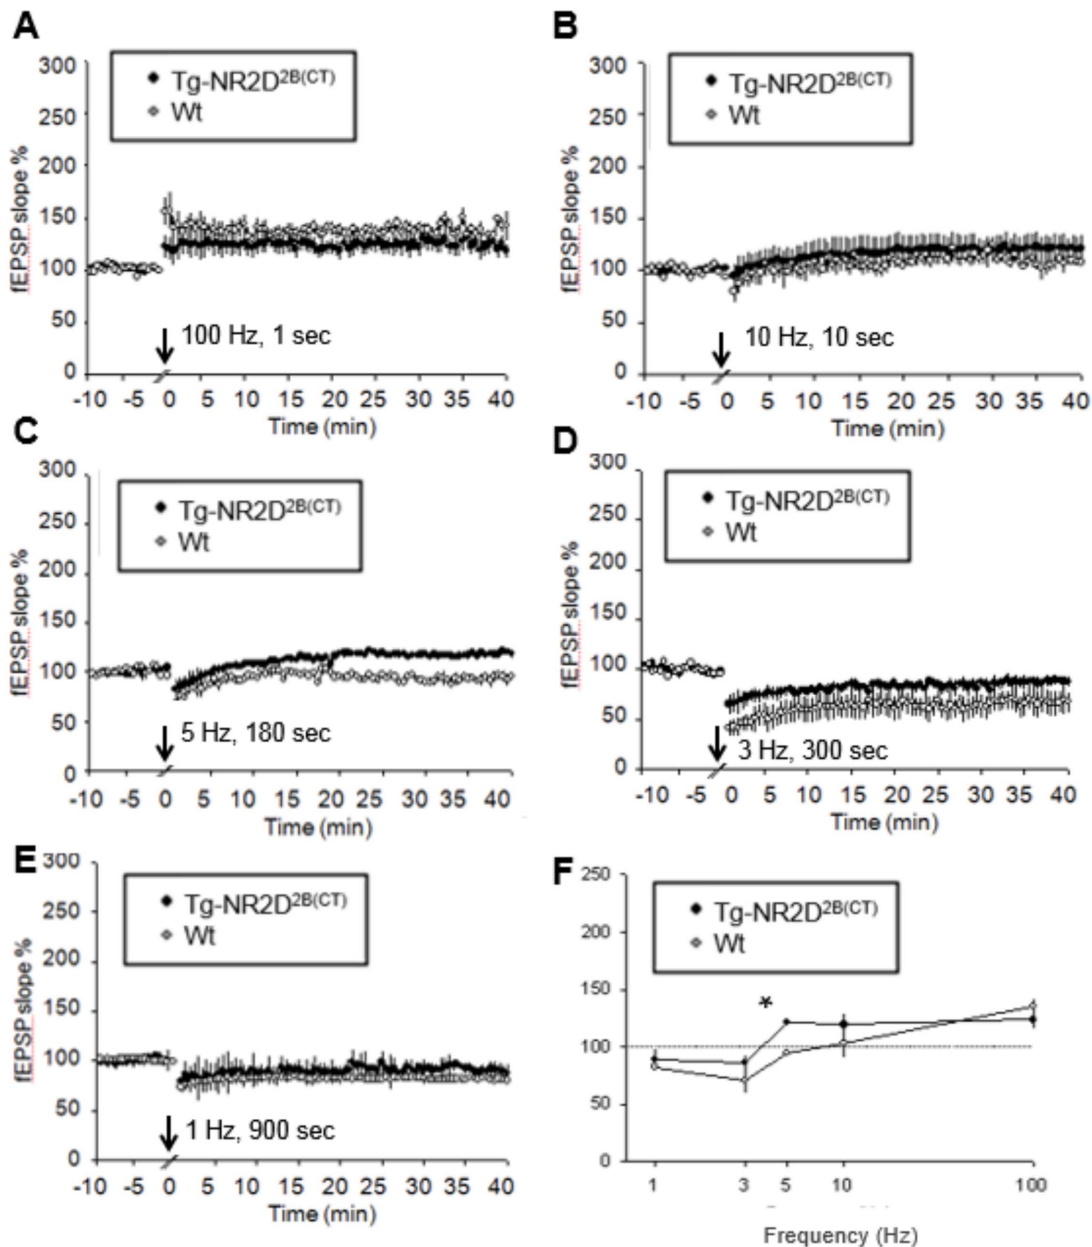 A
fEPSP slope %
300
250
200
150
100
50
0
Tg-NR2D2B(CT)
Wt
100 Hz, 1 sec
-10 -5 0 5 10 15 20 25 30 35 40
Time (min)
B
fEPSP slope %
300
250
200
150
100
50
0
Tg-NR2D2B(CT)
Wt
10 Hz, 10 sec
-10 -5 0 5 10 15 20 25 30 35 40
Time (min)
C
fEPSP slope %
300
250
200
150
100
50
0
Tg-NR2D2B(CT)
Wt
5 Hz, 180 sec
-10 -5 0 5 10 15 20 25 30 35 40
Time (min)
D
fEPSP slope %
300
250
200
150
100
50
0
Tg-NR2D2B(CT)
Wt
3 Hz, 300 sec
-10 -5 0 5 10 15 20 25 30 35 40
Time (min)
E
fEPSP slope %
300
250
200
150
100
50
0
Tg-NR2D2B(CT)
Wt
1 Hz, 900 sec
-10 -5 0 5 10 15 20 25 30 35 40
Time (min)
F
250
200
150
100
50
0
Tg-NR2D2B(CT)
Wt
*
1 3 5 10 100
Frequency (Hz)